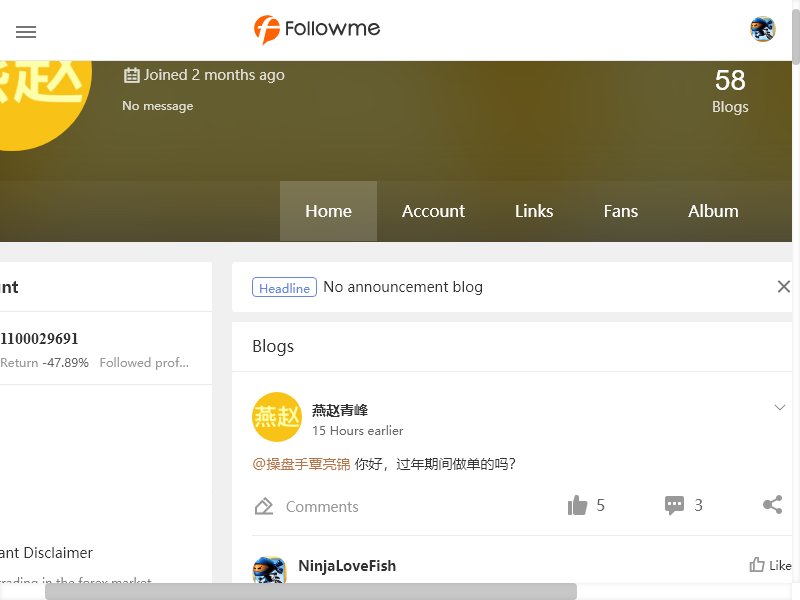 Followme
燕赵
Joined 2 months ago
No message
58
Blogs
Home
Account
Links
Fans
Album
nt
Headline No announcement blog
1100029691
Return -47.89% Followed prof...
Blogs
燕赵
燕赵青峰
15 Hours earlier
@操盘手覃亮锦 你好，过年期间做单的吗?
Comments
5
3
ant Disclaimer
rading in the forex market
NinjaLoveFish
Like